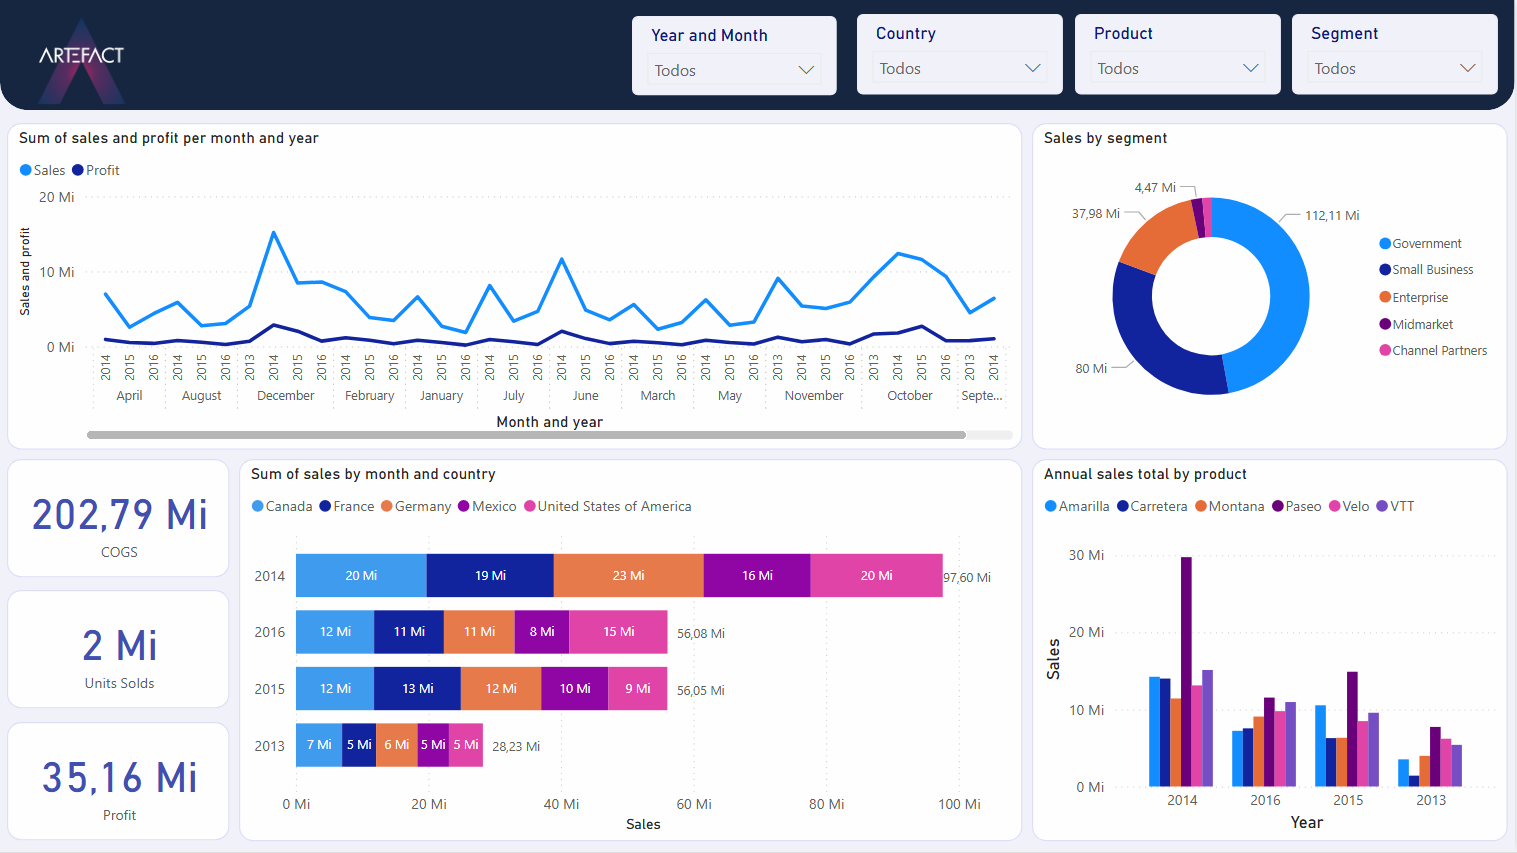 ARTEFACT
Year and Month
Todos
Country
Todos
Product
Todos
Segment
Todos
Sum of sales and profit per month and year
Sales Profit
Sales and profit
20 Mi
10 Mi
0 Mi
2014 2015 2016 2014 2015 2016 2013 2014 2015 2016 2014 2015 2016 2014 2015 2016 2014 2015 2016 2014 2015 2016 2014 2015 2016 2014 2015 2016 2013 2014 2015 2016 2013 2014 2015 2016 2013 2014
April August December February January July June March May November October Septe...
Month and year
Sales by segment
4,47 Mi
37,98 Mi
112,11 Mi
80 Mi
Government
Small Business
Enterprise
Midmarket
Channel Partners
202,79 Mi
COGS
2 Mi
Units Solds
35,16 Mi
Profit
Sum of sales by month and country
Canada France Germany Mexico United States of America
2014 20 Mi 19 Mi 23 Mi 16 Mi 20 Mi 97,60 Mi
2016 12 Mi 11 Mi 11 Mi 8 Mi 15 Mi 56,08 Mi
2015 12 Mi 13 Mi 12 Mi 10 Mi 9 Mi 56,05 Mi
2013 7 Mi 5 Mi 6 Mi 5 Mi 5 Mi 28,23 Mi
0 Mi 20 Mi 40 Mi 60 Mi 80 Mi 100 Mi
Sales
Annual sales total by product
Amarilla Carretera Montana Paseo Velo VTT
Sales
30 Mi
20 Mi
10 Mi
0 Mi
2014 2016 2015 2013
Year